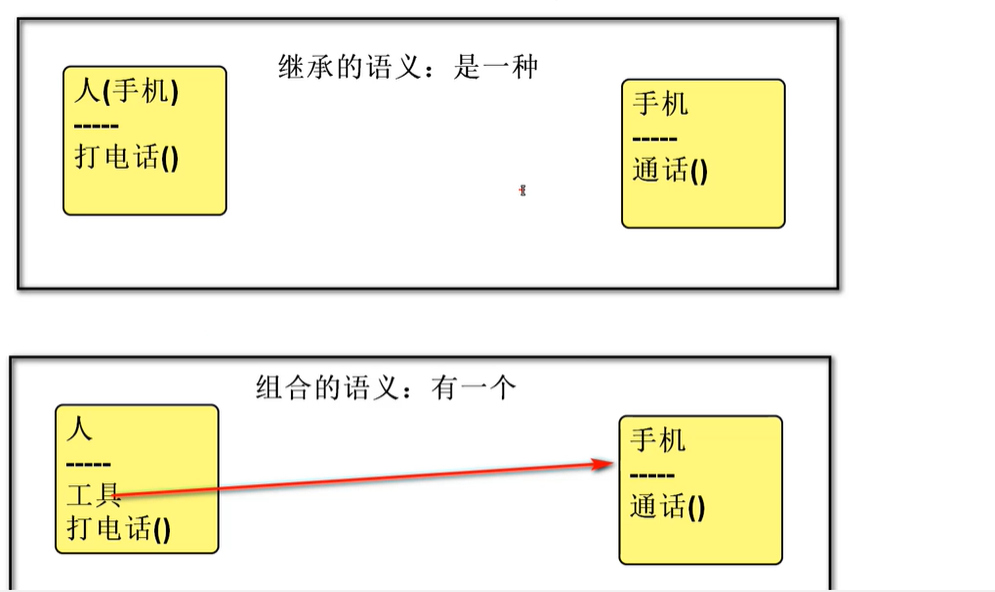 继承的语义：是一种
人(手机)
-----
打电话()
手机
-----
通话()
组合的语义：有一个
人
-----
工具
打电话()
手机
-----
通话()